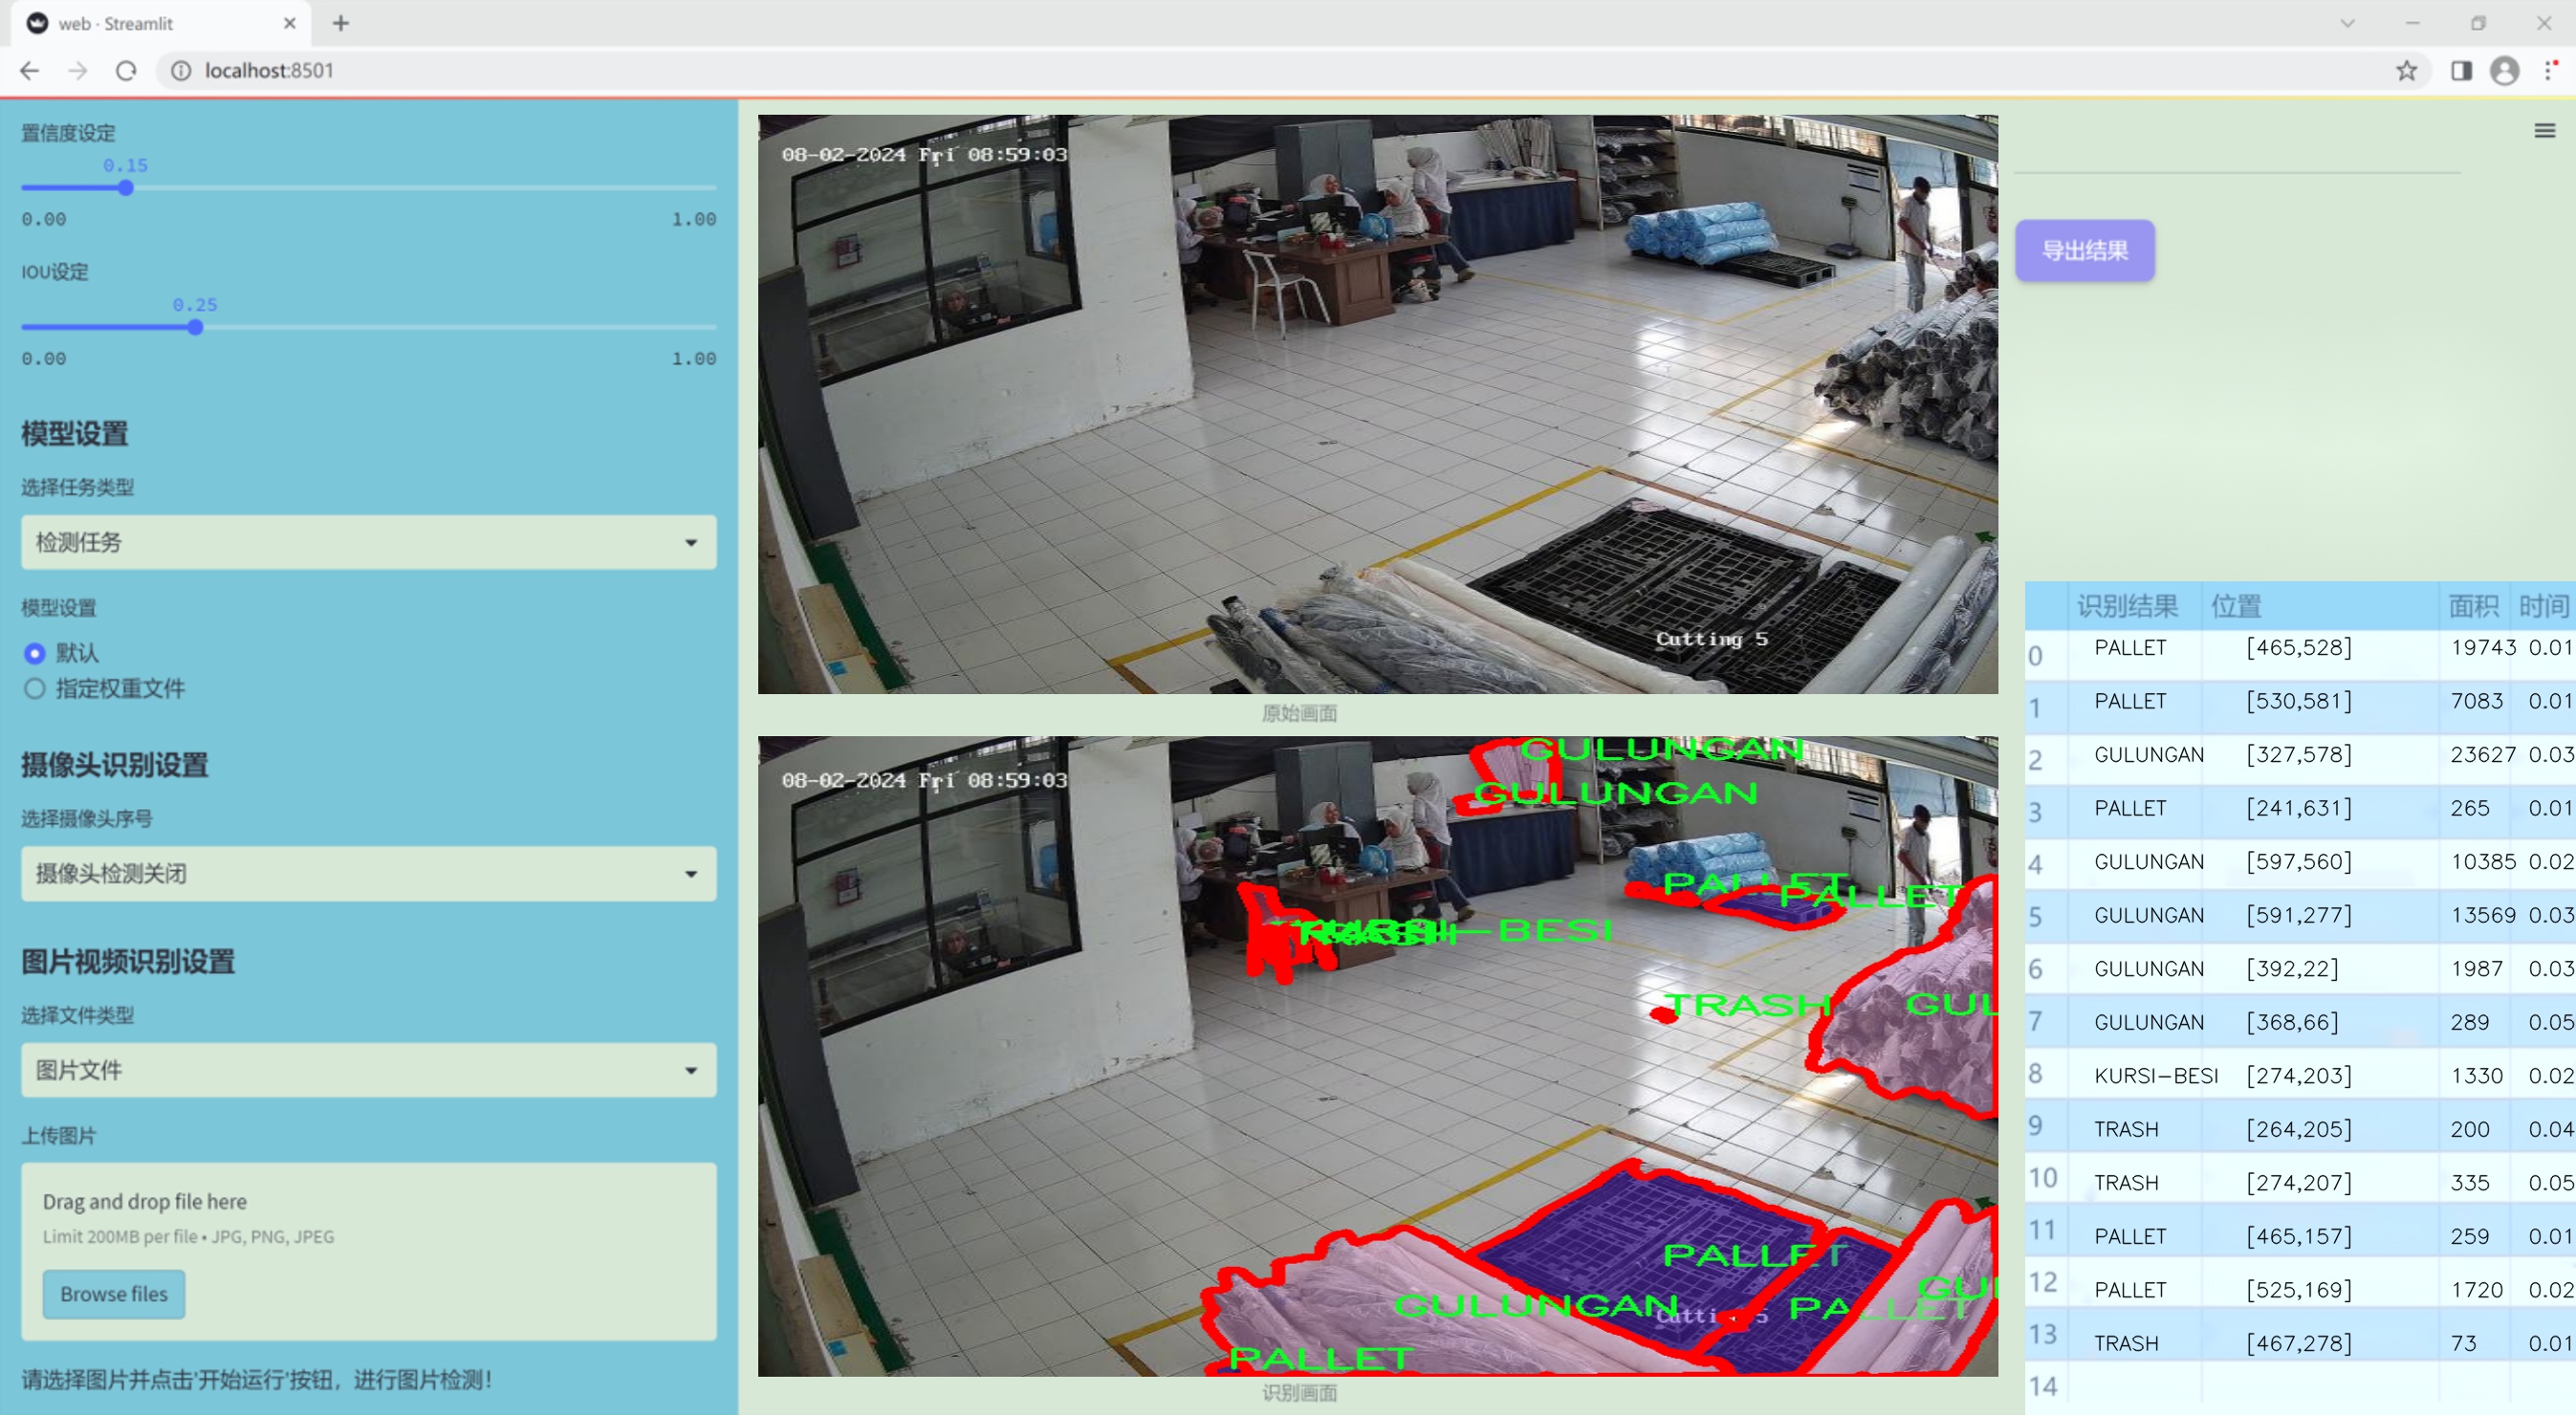 web · Streamlit
localhost:8501
置信度设定
0.15
0.00 1.00
IOU设定
0.25
0.00 1.00
模型设置
选择任务类型
检测任务
模型设置
默认
指定权重文件
摄像头识别设置
选择摄像头序号
摄像头检测关闭
图片视频识别设置
选择文件类型
图片文件
上传图片
Drag and drop file here
Limit 200MB per file • JPG, PNG, JPEG
Browse files
请选择图片并点击'开始运行'按钮，进行图片检测！
08-02-2024 Fri 08:59:03
Cutting 5
原始画面
08-02-2024 Fri 08:59:03
GULUNGAN
GULUNGAN
PALLET
PALLET
KURSI-BESI
TRASH
GUL
PALLET
GULUNGAN
Cutti 5
PALLET
GUL
PALLET
识别画面
导出结果
识别结果 位置 面积 时间
0 PALLET [465,528] 19743 0.01
1 PALLET [530,581] 7083 0.01
2 GULUNGAN [327,578] 23627 0.03
3 PALLET [241,631] 265 0.01
4 GULUNGAN [597,560] 10385 0.02
5 GULUNGAN [591,277] 13569 0.03
6 GULUNGAN [392,22] 1987 0.03
7 GULUNGAN [368,66] 289 0.05
8 KURSI-BESI [274,203] 1330 0.02
9 TRASH [264,205] 200 0.04
10 TRASH [274,207] 335 0.05
11 PALLET [465,157] 259 0.01
12 PALLET [525,169] 1720 0.02
13 TRASH [467,278] 73 0.01
14